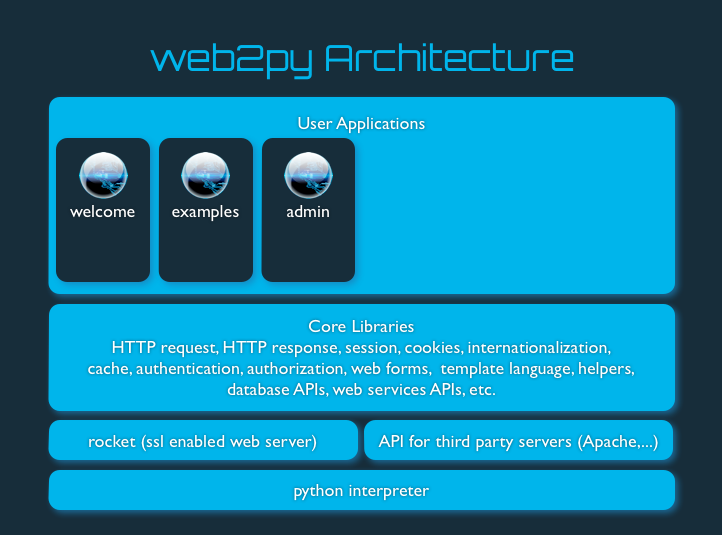 web2py Architecture
User Applications
welcome
examples
admin
Core Libraries
HTTP request, HTTP response, session, cookies, internationalization,
cache, authentication, authorization, web forms, template language, helpers,
database APIs, web services APIs, etc.
rocket (ssl enabled web server)
API for third party servers (Apache,...)
python interpreter